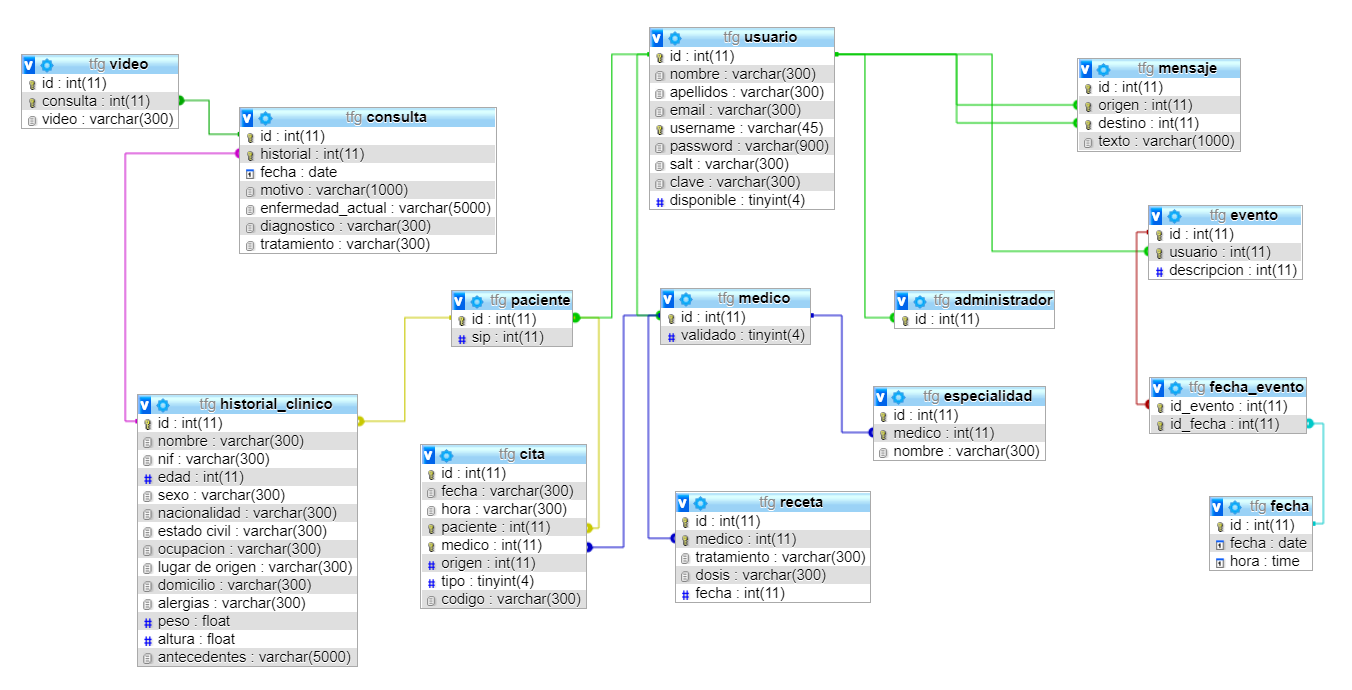 tfg video
id : int(11)
consulta : int(11)
video : varchar(300)
tfg consulta
id : int(11)
historial : int(11)
fecha : date
motivo : varchar(1000)
enfermedad_actual : varchar(5000)
diagnostico : varchar(300)
tratamiento : varchar(300)
tfg usuario
id : int(11)
nombre : varchar(300)
apellidos : varchar(300)
email : varchar(300)
username : varchar(45)
password : varchar(900)
salt : varchar(300)
clave : varchar(300)
disponible : tinyint(4)
tfg mensaje
id : int(11)
origen : int(11)
destino : int(11)
texto : varchar(1000)
tfg evento
id : int(11)
usuario : int(11)
descripcion : int(11)
tfg paciente
id : int(11)
sip : int(11)
tfg medico
id : int(11)
validado : tinyint(4)
tfg administrador
id : int(11)
tfg historial_clinico
id : int(11)
nombre : varchar(300)
nif : varchar(300)
edad : int(11)
sexo : varchar(300)
nacionalidad : varchar(300)
estado civil : varchar(300)
ocupacion : varchar(300)
lugar de origen : varchar(300)
domicilio : varchar(300)
alergias : varchar(300)
peso : float
altura : float
antecedentes : varchar(5000)
tfg cita
id : int(11)
fecha : varchar(300)
hora : varchar(300)
paciente : int(11)
medico : int(11)
origen : int(11)
tipo : tinyint(4)
codigo : varchar(300)
tfg especialidad
id : int(11)
medico : int(11)
nombre : varchar(300)
tfg receta
id : int(11)
medico : int(11)
tratamiento : varchar(300)
dosis : varchar(300)
fecha : int(11)
tfg fecha_evento
id_evento : int(11)
id_fecha : int(11)
tfg fecha
id : int(11)
fecha : date
hora : time